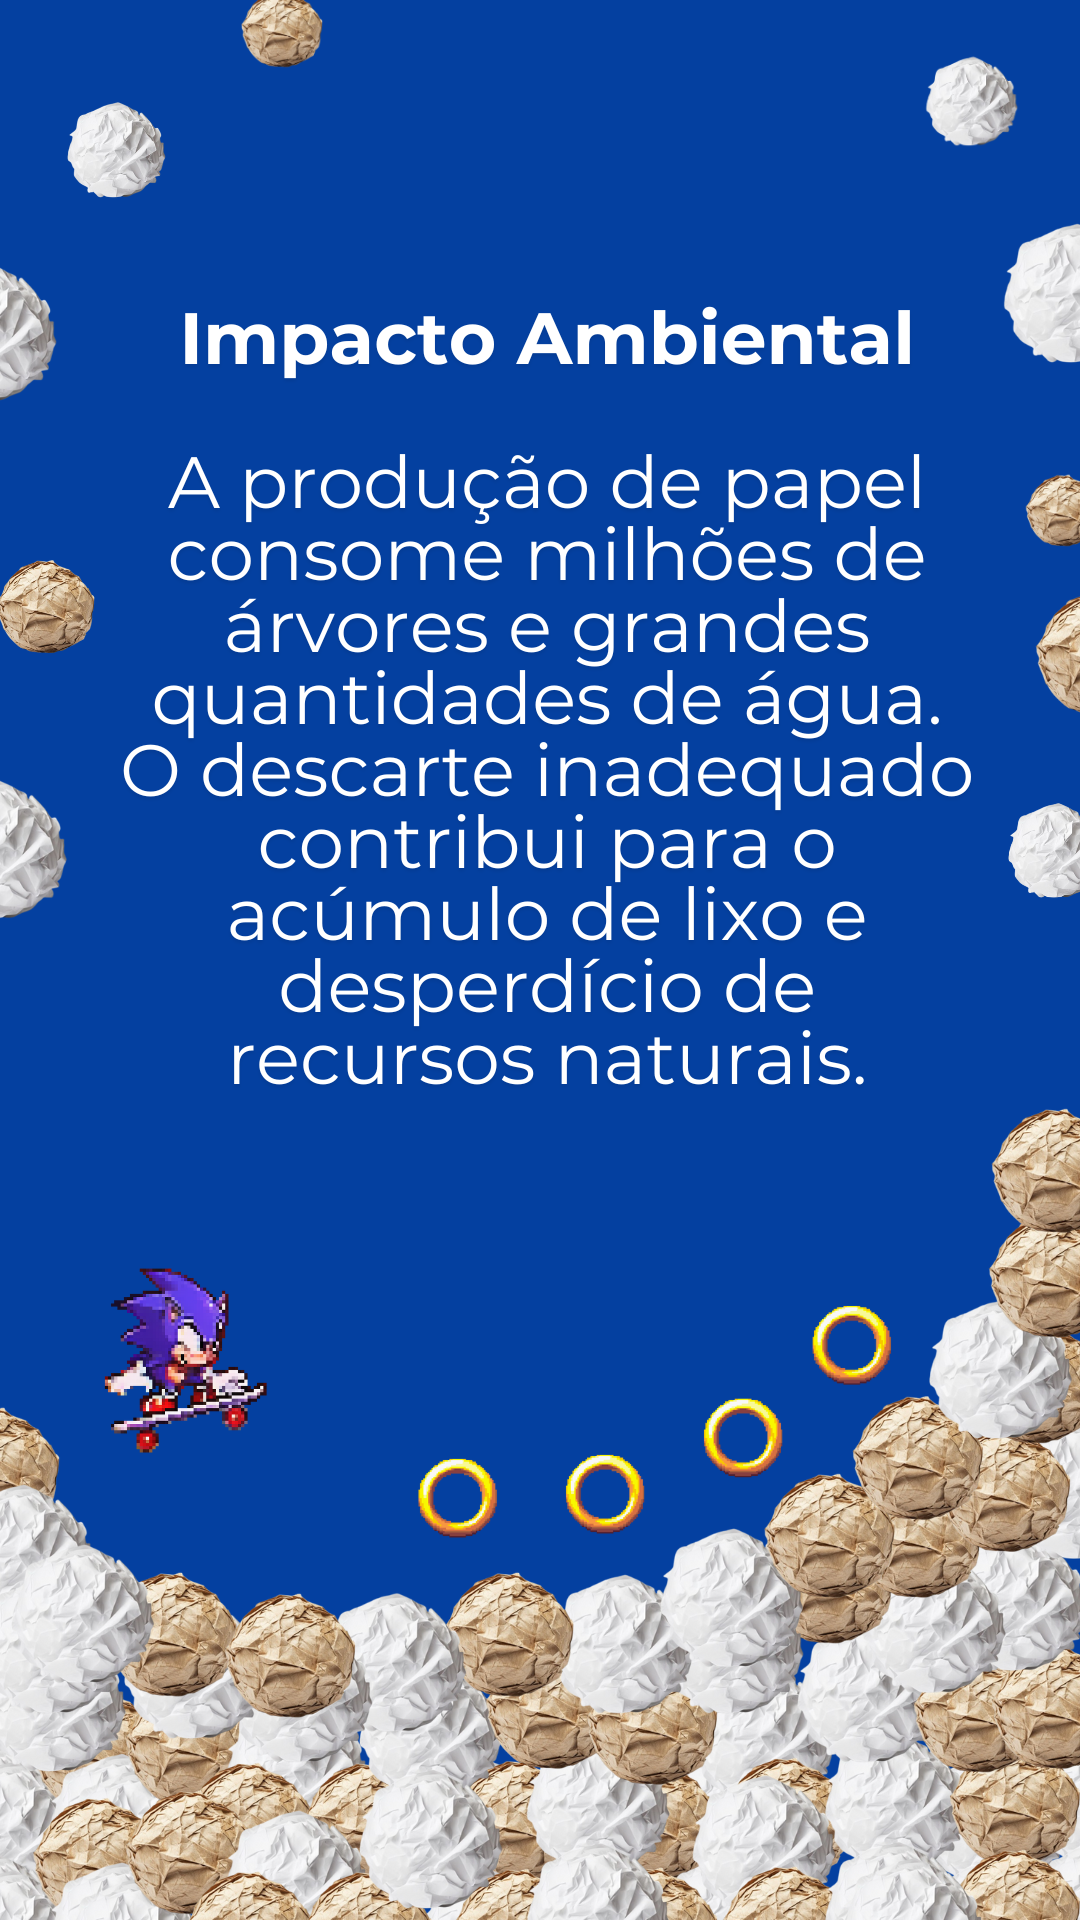 Impacto Ambiental
A produção de papel
consome milhões de
árvores e grandes
quantidades de água.
O descarte inadequado
contribui para o
acúmulo de lixo e
desperdício de
recursos naturais.